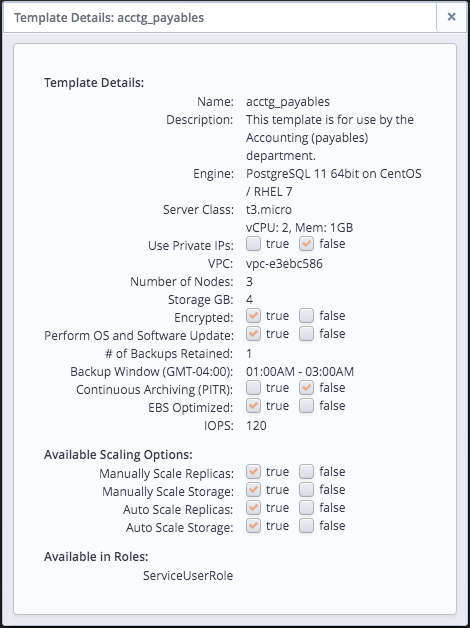 Template Details: acctg_payables
Template Details:
Name: acctg_payables
Description: This template is for use by the
Accounting (payables)
department.
Engine: PostgreSQL 11 64bit on CentOS
/ RHEL 7
Server Class: t3.micro
vCPU: 2, Mem: 1GB
Use Private IPs: true false
VPC: vpc-e3ebc586
Number of Nodes: 3
Storage GB: 4
Encrypted: true false
Perform OS and Software Update: true false
# of Backups Retained: 1
Backup Window (GMT-04:00): 01:00AM - 03:00AM
Continuous Archiving (PITR): true false
EBS Optimized: true false
IOPS: 120
Available Scaling Options:
Manually Scale Replicas: true false
Manually Scale Storage: true false
Auto Scale Replicas: true false
Auto Scale Storage: true false
Available in Roles:
ServiceUserRole